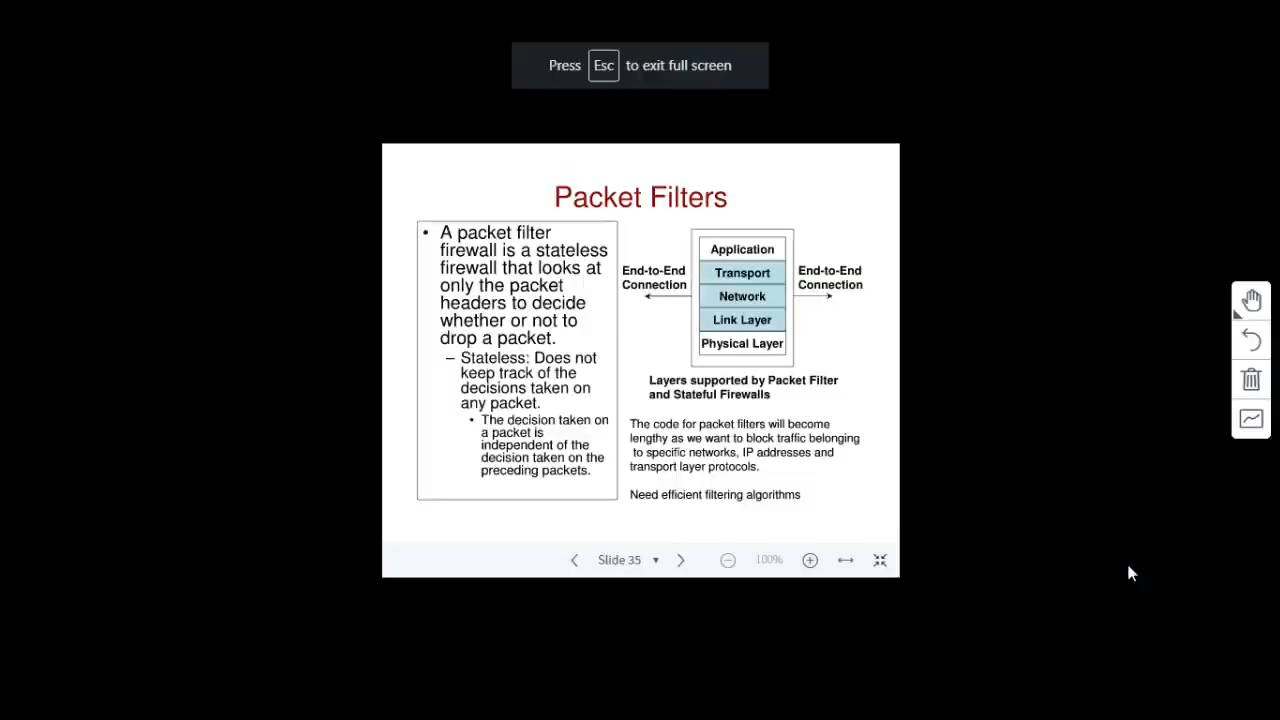 Press Esc to exit full screen
Packet Filters
• A packet filter
firewall is a stateless
firewall that looks at
only the packet
headers to decide
whether or not to
drop a packet.
– Stateless: Does not
keep track of the
decisions taken on
any packet.
• The decision taken on
a packet is
independent of the
decision taken on the
preceding packets.
End-to-End
Connection
Application
Transport
Network
Link Layer
Physical Layer
End-to-End
Connection
Layers supported by Packet Filter
and Stateful Firewalls
The code for packet filters will become
lengthy as we want to block traffic belonging
to specific networks, IP addresses and
transport layer protocols.
Need efficient filtering algorithms
Slide 35
100%